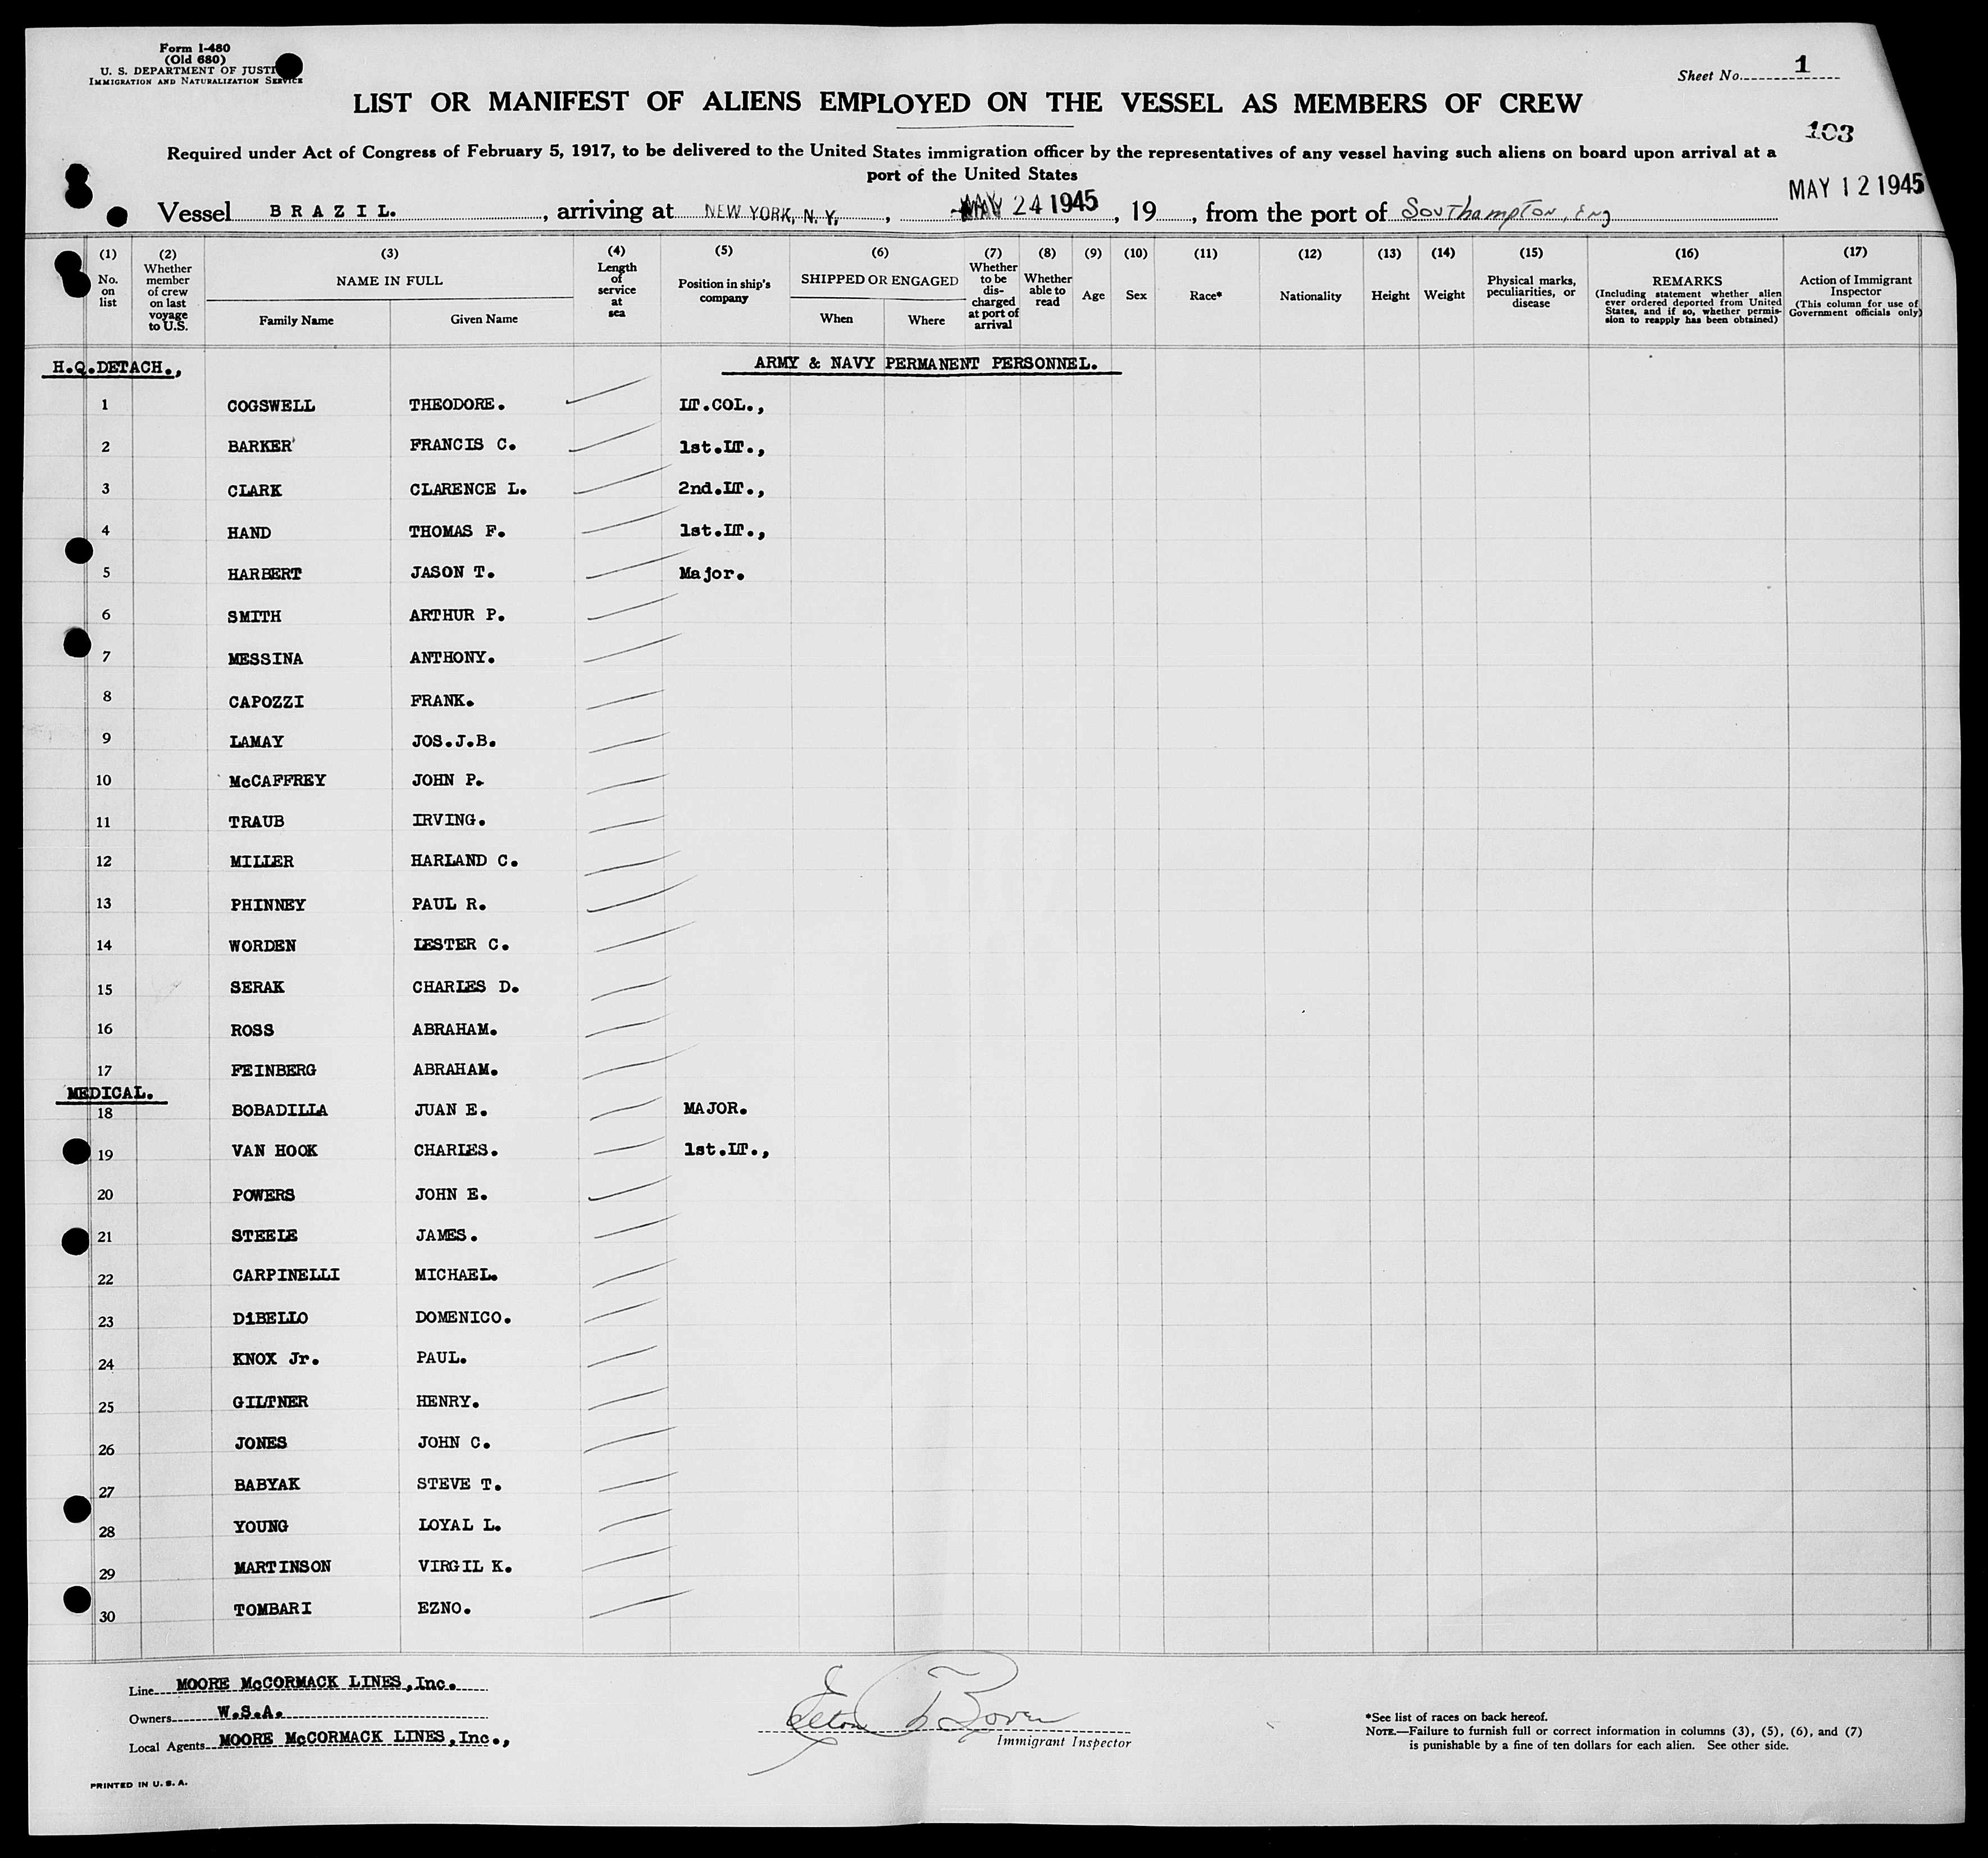 Form I-480
(Old 680)
U. S. DEPARTMENT OF JUSTI
IMMIGRATION AND NATURALIZATION SERVICE
Sheet No. 1
LIST OR MANIFEST OF ALIENS EMPLOYED ON THE VESSEL AS MEMBERS OF CREW
103
Required under Act of Congress of February 5, 1917, to be delivered to the United States immigration officer by the representatives of any vessel having such aliens on board upon arrival at a
port of the United States
MAY 12 1945
Vessel BRAZIL. , arriving at NEW YORK, N. Y. , MAY 24 1945 , 19 , from the port of Southampton, Eng
(1) No. on list
(2) Whether member of crew on last voyage to U.S.
(3) NAME IN FULL
Family Name Given Name
(4) Length of service at sea
(5) Position in ship's company
(6) SHIPPED OR ENGAGED
When Where
(7) Whether to be discharged at port of arrival
(8) Whether able to read
(9) Age
(10) Sex
(11) Race*
(12) Nationality
(13) Height
(14) Weight
(15) Physical marks, peculiarities, or disease
(16) REMARKS (Including statement whether alien ever ordered deported from United States, and if so, whether permission to reapply has been obtained)
(17) Action of Immigrant Inspector (This column for use of Government officials only)
H.Q.DETACH., ARMY & NAVY PERMANENT PERSONNEL.
1 COGSWELL THEODORE. LT.COL.,
2 BARKER FRANCIS C. 1st.LT.,
3 CLARK CLARENCE L. 2nd.LT.,
4 HAND THOMAS F. 1st.LT.,
5 HARBERT JASON T. Major.
6 SMITH ARTHUR P.
7 MESSINA ANTHONY.
8 CAPOZZI FRANK.
9 LAMAY JOS.J.B.
10 McCAFFREY JOHN P.
11 TRAUB IRVING.
12 MILLER HARLAND C.
13 PHINNEY PAUL R.
14 WORDEN LESTER C.
15 SERAK CHARLES D.
16 ROSS ABRAHAM.
17 FEINBERG ABRAHAM.
MEDICAL.
18 BOBADILLA JUAN E. MAJOR.
19 VAN HOOK CHARLES. 1st.LT.,
20 POWERS JOHN E.
21 STEELE JAMES.
22 CARPINELLI MICHAEL.
23 DiBELLO DOMENICO.
24 KNOX Jr. PAUL.
25 GILTNER HENRY.
26 JONES JOHN C.
27 BABYAK STEVE T.
28 YOUNG LOYAL L.
29 MARTINSON VIRGIL K.
30 TOMBARI EZNO.
Line MOORE McCORMACK LINES, Inc.
Owners W.S.A.
Local Agents MOORE McCORMACK LINES, Inc.,
Immigrant Inspector
*See list of races on back hereof.
NOTE.—Failure to furnish full or correct information in columns (3), (5), (6), and (7)
is punishable by a fine of ten dollars for each alien. See other side.
PRINTED IN U. S. A.